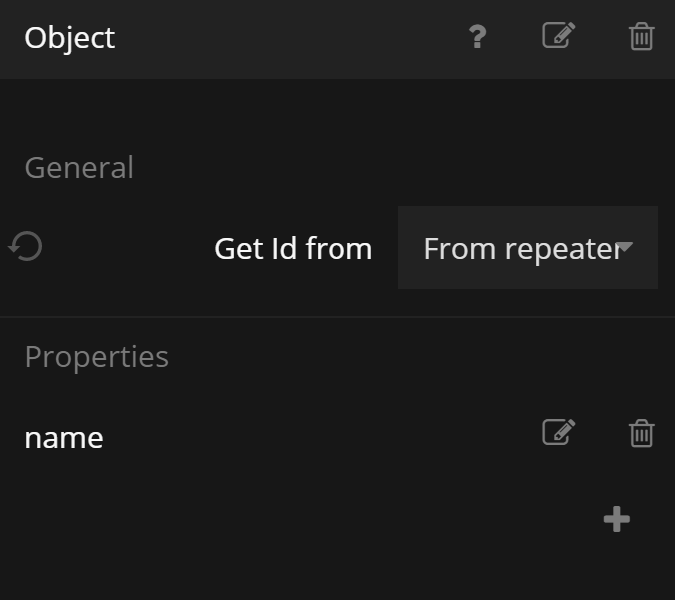 Object
General
Get Id from From repeater
Properties
name